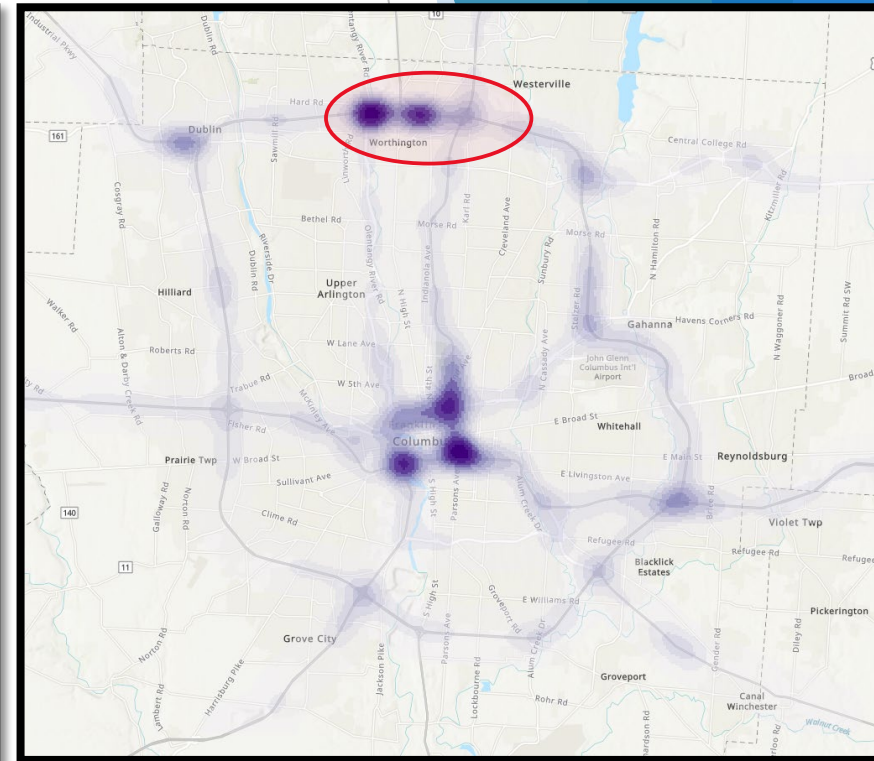 10
Industrial Pkwy
Dublin Rd
Westerville
Hard Rd
161
Dublin
Sawmill Rd
Worthington
Central College Rd
Cosgray Rd
Kitzmiller Rd
Bethel Rd
Morse Rd
Karl Rd
Cleveland Ave
Morse Rd
Olentangy River Rd
Riverside Dr
Dublin Rd
Indianola Ave
Sunbury Rd
N Hamilton Rd
Hilliard
Upper
Arlington
N High St
Stelzer Rd
N Waggoner Rd
Summit Rd SW
Walker Rd
Gahanna
Havens Corners Rd
Alton & Darby Creek Rd
Roberts Rd
W Lane Ave
N Cassady Ave
John Glenn
Columbus Int'l
Airport
Trabue Rd
W 5th Ave
N 4th St
Broad
McKinley Ave
Fisher Rd
E Broad St
Whitehall
Prairie Twp
W Broad St
E Main St
Reynoldsburg
Sullivant Ave
E Livingston Ave
Galloway Rd
Norton Rd
S High St
Parsons Ave
Alum Creek Dr
Brice Rd
140
Clime Rd
Violet Twp
Refugee Rd
Refugee Rd
11
Blacklick
Estates
E Williams Rd
Groveport Rd
Pickerington
S High St
Parsons Ave
Norton Rd
Grove City
Alum Creek Dr
Gender Rd
Diley Rd
Harrisburg Pike
Jackson Pike
Lockbourne Rd
Groveport
Lambert Rd
Rohr Rd
Canal
Winchester
Walnut Creek